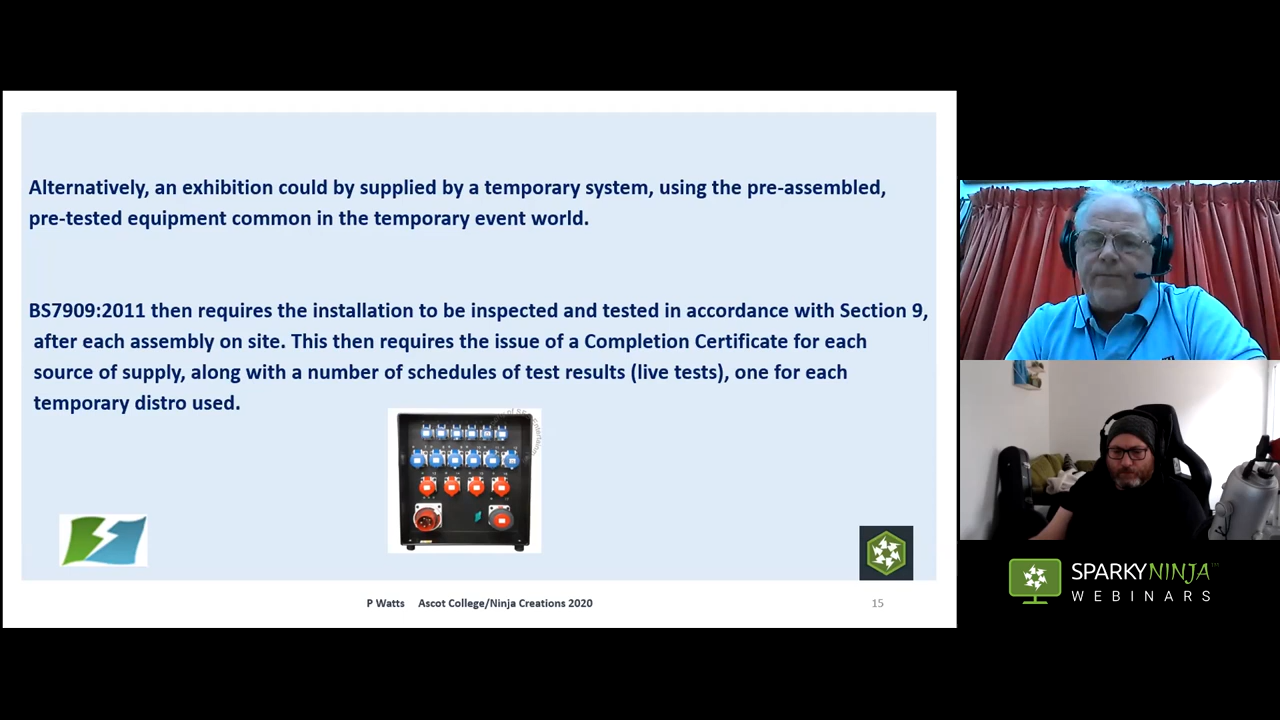 Alternatively, an exhibition could by supplied by a temporary system, using the pre-assembled,
pre-tested equipment common in the temporary event world.
BS7909:2011 then requires the installation to be inspected and tested in accordance with Section 9,
after each assembly on site. This then requires the issue of a Completion Certificate for each
source of supply, along with a number of schedules of test results (live tests), one for each
temporary distro used.
P Watts Ascot College/Ninja Creations 2020
15
SPARKYNINJA™
WEBINARS